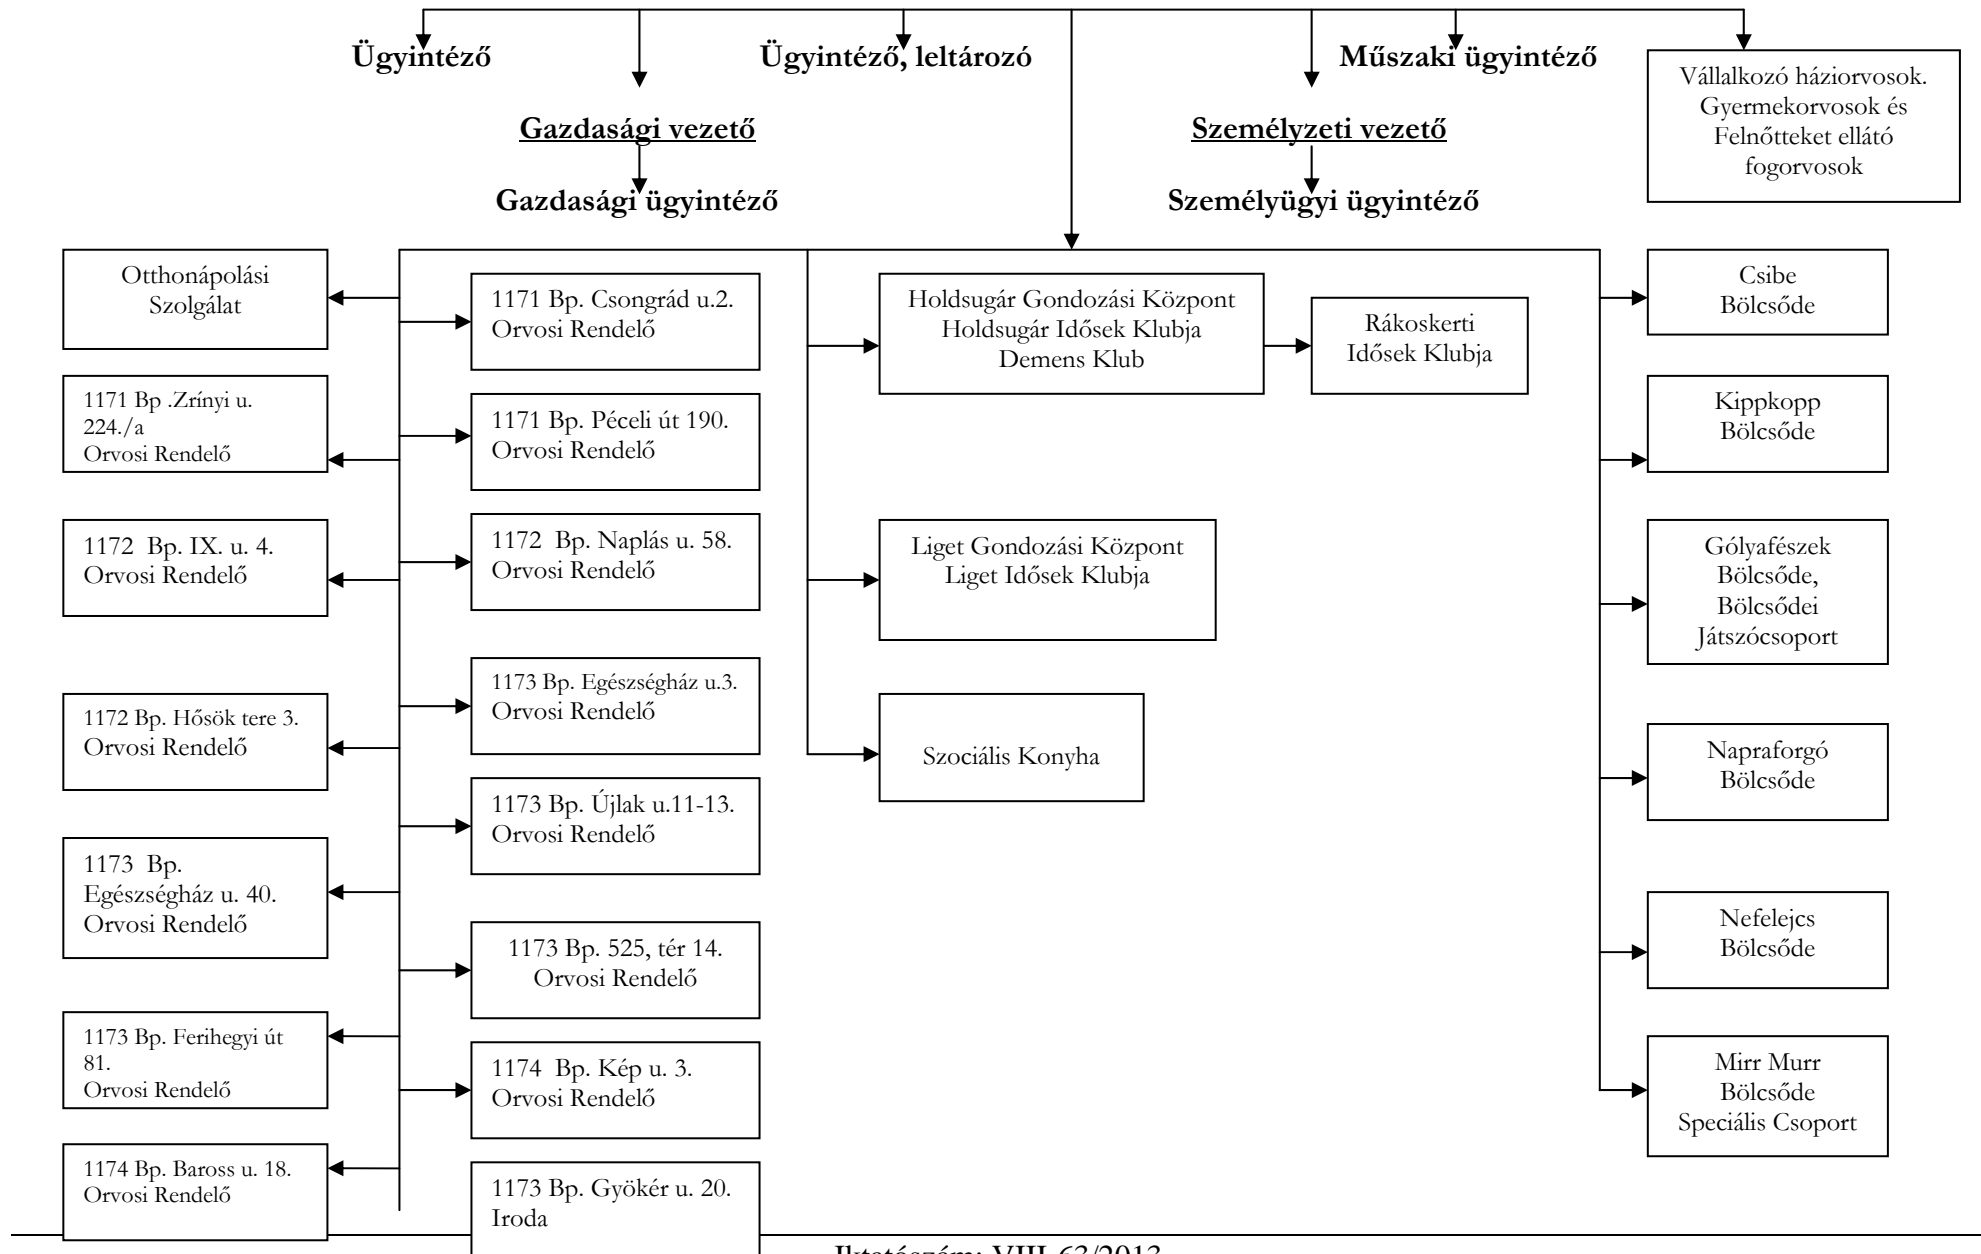 Ügyintéző
Ügyintéző, leltározó
Műszaki ügyintéző
Vállalkozó háziorvosok.
Gyermekorvosok és
Felnőtteket ellátó
fogorvosok
Gazdasági vezető
Személyzeti vezető
Gazdasági ügyintéző
Személyügyi ügyintéző
Otthonápolási
Szolgálat
1171 Bp .Zrínyi u.
224./a
Orvosi Rendelő
1172 Bp. IX. u. 4.
Orvosi Rendelő
1172 Bp. Hősök tere 3.
Orvosi Rendelő
1173 Bp.
Egészségház u. 40.
Orvosi Rendelő
1173 Bp. Ferihegyi út
81.
Orvosi Rendelő
1174 Bp. Baross u. 18.
Orvosi Rendelő
1171 Bp. Csongrád u.2.
Orvosi Rendelő
1171 Bp. Péceli út 190.
Orvosi Rendelő
1172 Bp. Naplás u. 58.
Orvosi Rendelő
1173 Bp. Egészségház u.3.
Orvosi Rendelő
1173 Bp. Újlak u.11-13.
Orvosi Rendelő
1173 Bp. 525, tér 14.
Orvosi Rendelő
1174 Bp. Kép u. 3.
Orvosi Rendelő
1173 Bp. Gyökér u. 20.
Iroda
Holdsugár Gondozási Központ
Holdsugár Idősek Klubja
Demens Klub
Rákoskerti
Idősek Klubja
Liget Gondozási Központ
Liget Idősek Klubja
Szociális Konyha
Csibe
Bölcsőde
Kippkopp
Bölcsőde
Gólyafészek
Bölcsőde,
Bölcsődei
Játszócsoport
Napraforgó
Bölcsőde
Nefelejcs
Bölcsőde
Mirr Murr
Bölcsőde
Speciális Csoport
Iktatószám: VIII-63/2013